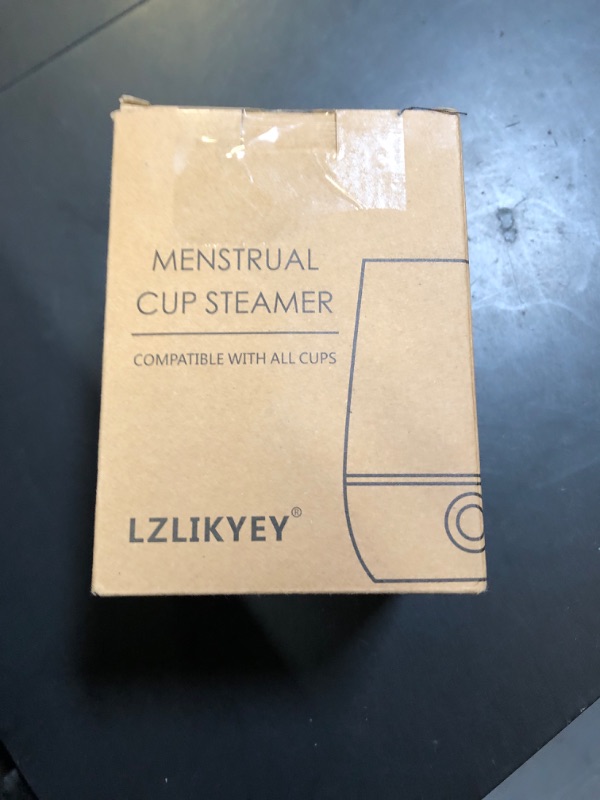 MENSTRUAL
CUP STEAMER
COMPATIBLE WITH ALL CUPS
LZLIKYEY®